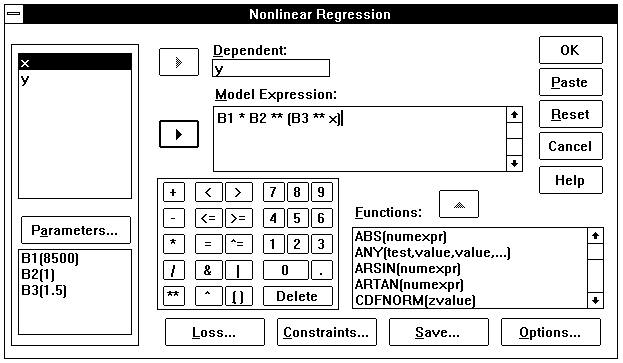 Nonlinear Regression
x
y
Dependent:
y
Model Expression:
B1 * B2 ** (B3 ** x)
OK
Paste
Reset
Cancel
Help
Parameters...
B1(8500)
B2(1)
B3(1.5)
+ < > 7 8 9
- <= >= 4 5 6
* = ^= 1 2 3
/ & | 0 .
** ^ () Delete
Functions:
ABS(numexpr)
ANY(test,value,value,...)
ARSIN(numexpr)
ARTAN(numexpr)
CDFNORM(zvalue)
Loss...
Constraints...
Save...
Options...